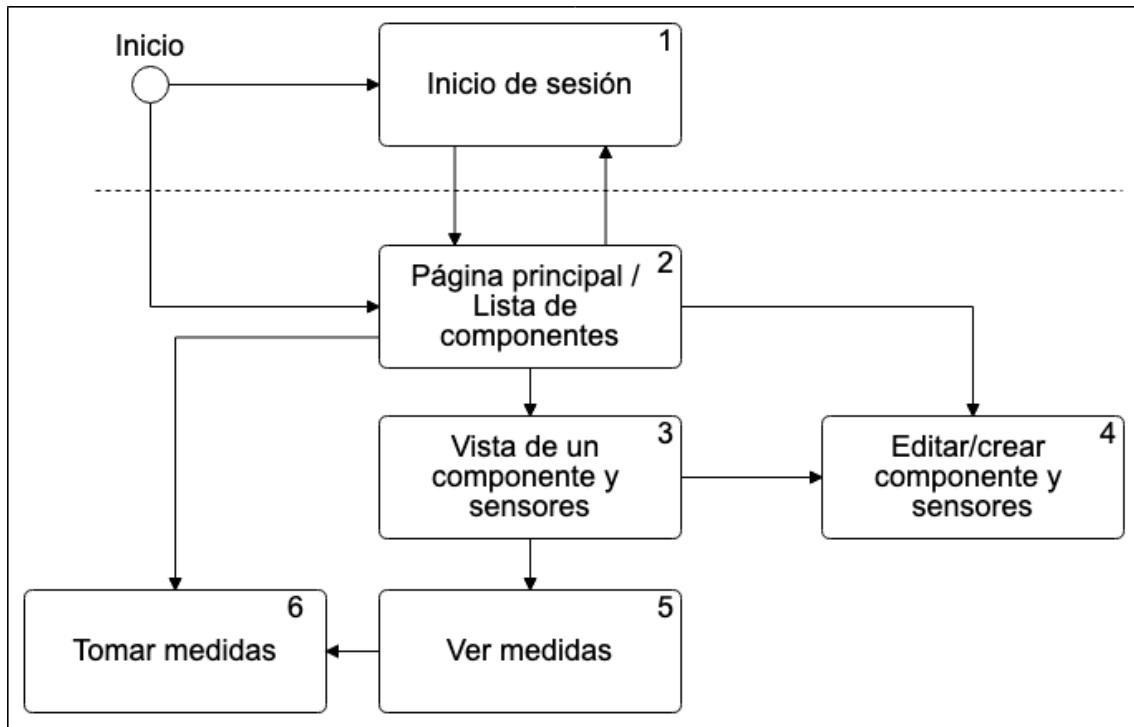 Inicio
1
Inicio de sesión
2
Página principal /
Lista de
componentes
3
Vista de un
componente y
sensores
4
Editar/crear
componente y
sensores
6
Tomar medidas
5
Ver medidas